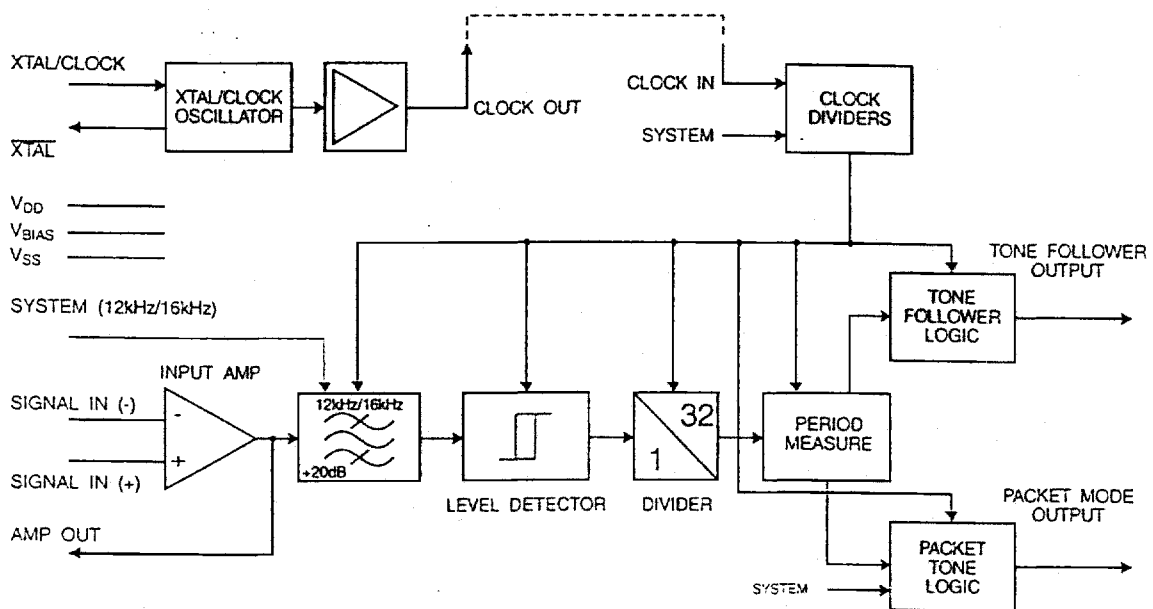 XTAL/CLOCK
XTAL/CLOCK
OSCILLATOR
XTAL
CLOCK OUT
CLOCK IN
SYSTEM
CLOCK
DIVIDERS
VDD
VBIAS
VSS
SYSTEM (12kHz/16kHz)
TONE FOLLOWER
OUTPUT
TONE
FOLLOWER
LOGIC
INPUT AMP
SIGNAL IN (-)
-
+
SIGNAL IN (+)
AMP OUT
12kHz/16kHz
+20dB
LEVEL DETECTOR
32
1
DIVIDER
PERIOD
MEASURE
PACKET MODE
OUTPUT
PACKET
TONE
LOGIC
SYSTEM